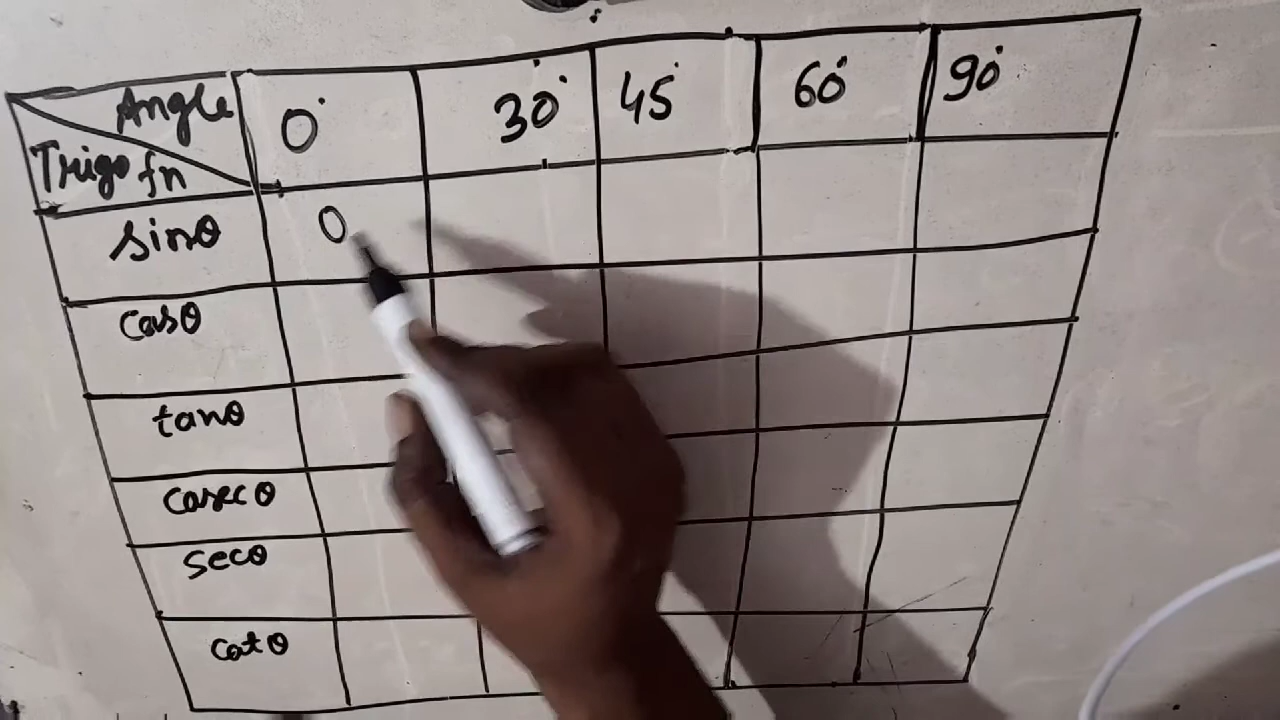 Angle 0° 30° 45° 60° 90°
Trigo fn
sinθ 0
cosθ
tanθ
cosecθ
secθ
cotθ